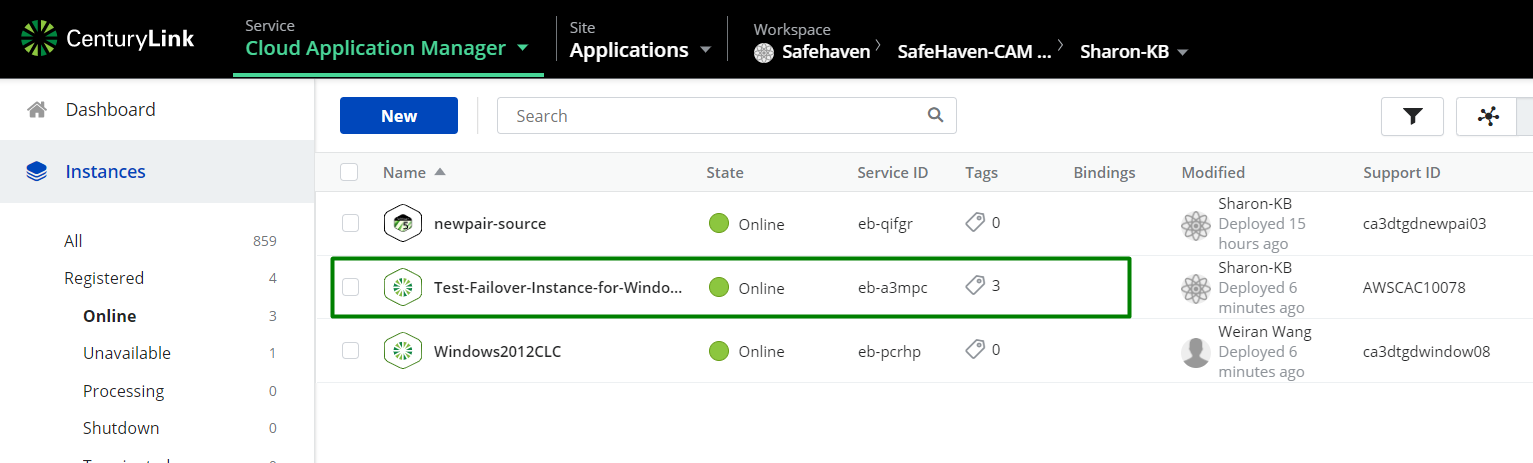 CenturyLink
Service
Cloud Application Manager
Site
Applications
Workspace
Safehaven
SafeHaven-CAM ...
Sharon-KB
Dashboard
Instances
All 859
Registered 4
Online 3
Unavailable 1
Processing 0
Shutdown 0
New
Search
Name State Service ID Tags Bindings Modified Support ID
newpair-source Online eb-qifgr 0 Sharon-KB
Deployed 15
hours ago
ca3dtgdnewpai03
Test-Failover-Instance-for-Windo... Online eb-a3mpc 3 Sharon-KB
Deployed 6
minutes ago
AWSCAC10078
Windows2012CLC Online eb-pcrhp 0 Weiran Wang
Deployed 6
minutes ago
ca3dtgdwindow08